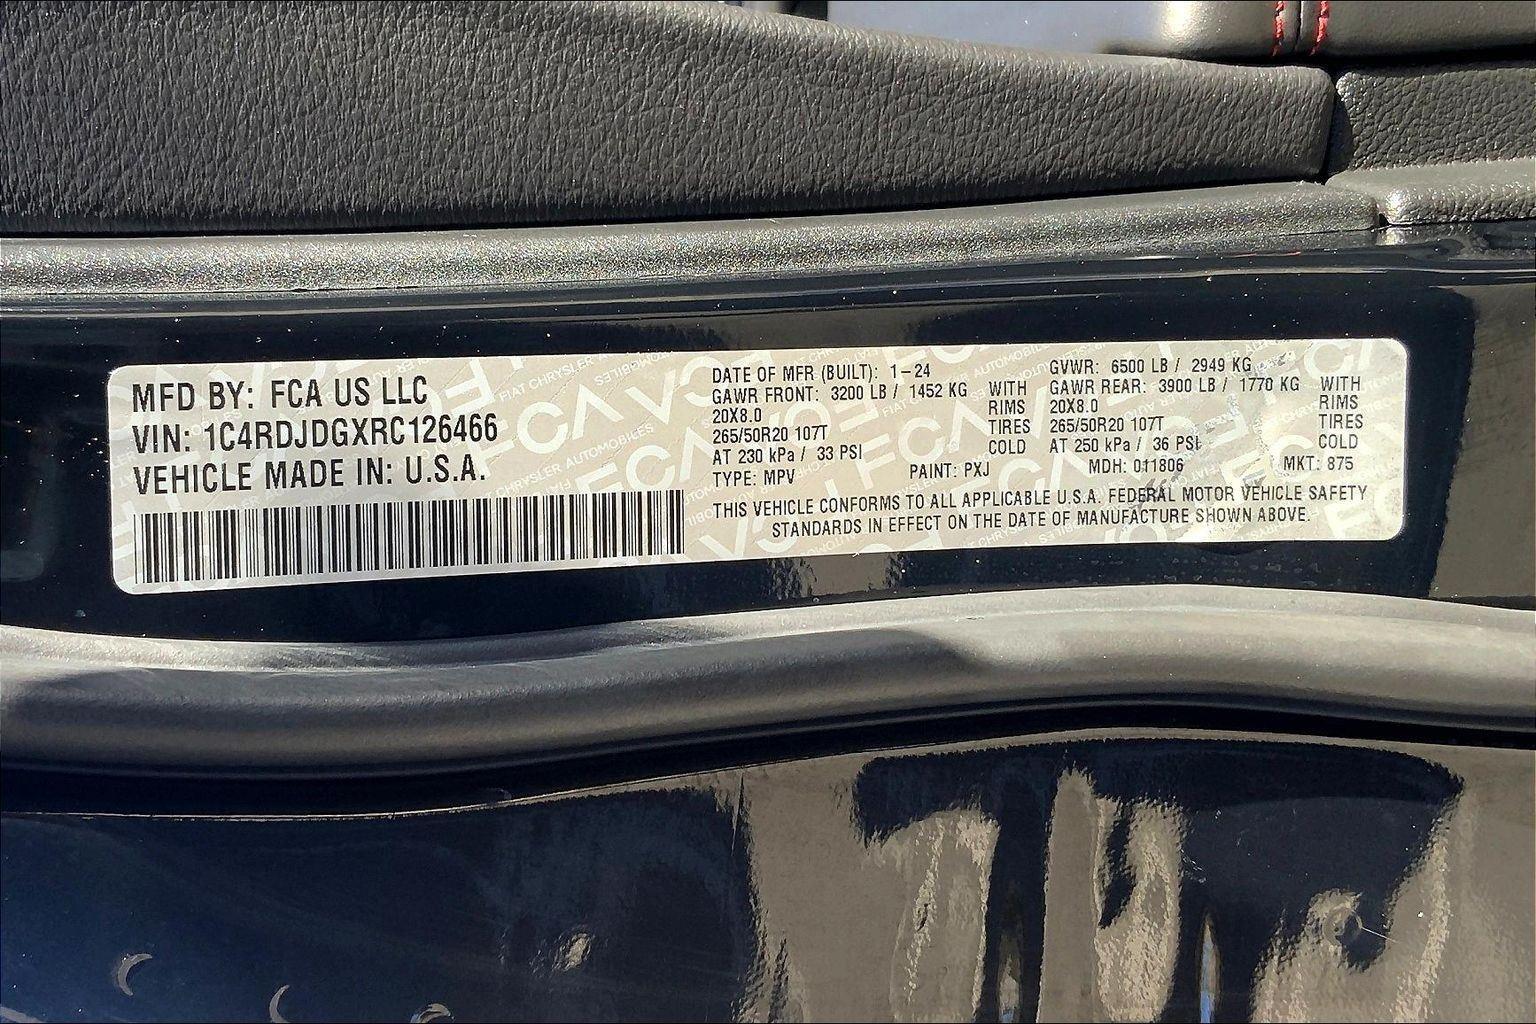 MFD BY: FCA US LLC
VIN: 1C4RDJDGXRC126466
VEHICLE MADE IN: U.S.A.
DATE OF MFR (BUILT): 1-24
GAWR FRONT: 3200 LB / 1452 KG WITH
20X8.0 RIMS
265/50R20 107T TIRES
AT 230 kPa / 33 PSI COLD
GVWR: 6500 LB / 2949 KG
GAWR REAR: 3900 LB / 1770 KG WITH
20X8.0 RIMS
265/50R20 107T TIRES
AT 250 kPa / 36 PSI COLD
TYPE: MPV PAINT: PXJ MDH: 011806 MKT: 875
THIS VEHICLE CONFORMS TO ALL APPLICABLE U.S.A. FEDERAL MOTOR VEHICLE SAFETY
STANDARDS IN EFFECT ON THE DATE OF MANUFACTURE SHOWN ABOVE.